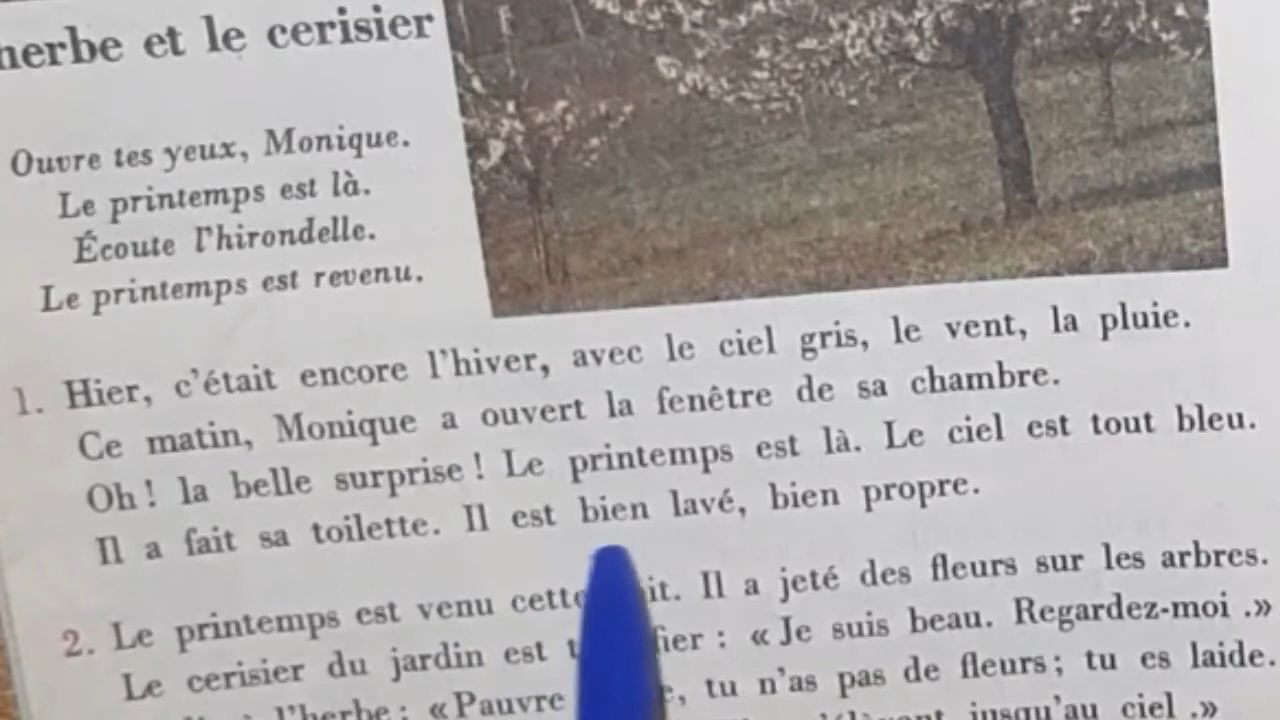 herbe et le cerisier
Ouvre tes yeux, Monique.
Le printemps est là.
Écoute l'hirondelle.
Le printemps est revenu.
1. Hier, c'était encore l'hiver, avec le ciel gris, le vent, la pluie.
Ce matin, Monique a ouvert la fenêtre de sa chambre.
Oh ! la belle surprise ! Le printemps est là. Le ciel est tout bleu.
Il a fait sa toilette. Il est bien lavé, bien propre.
2. Le printemps est venu cette Il a jeté des fleurs sur les arbres.
Le cerisier du jardin est fier : « Je suis beau. Regardez-moi .»
l'herbe : « Pauvre tu n'as pas de fleurs ; tu es laide.
jusqu'au ciel .»